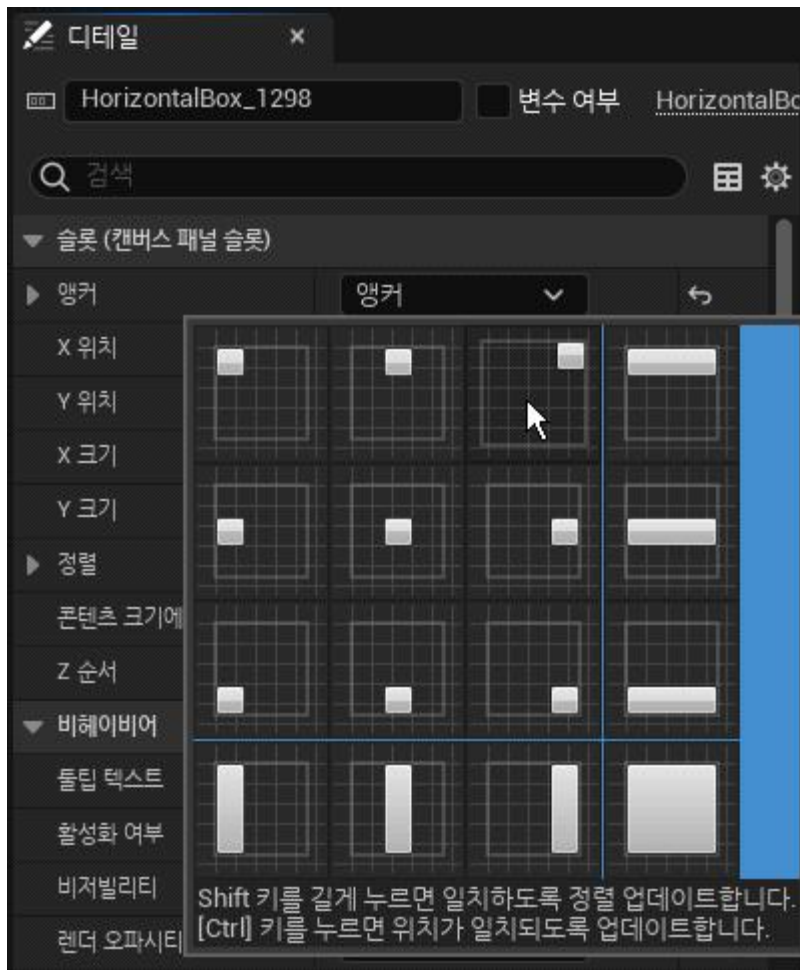 디테일
HorizontalBox_1298
변수 여부
HorizontalBo
검색
슬롯 (캔버스 패널 슬롯)
앵커
앵커
X 위치
Y 위치
X 크기
Y 크기
정렬
콘텐츠 크기에
Z 순서
비헤이비어
툴팁 텍스트
활성화 여부
비저빌리티
렌더 오파시티
Shift 키를 길게 누르면 일치하도록 정렬 업데이트합니다.
[Ctrl] 키를 누르면 위치가 일치되도록 업데이트합니다.